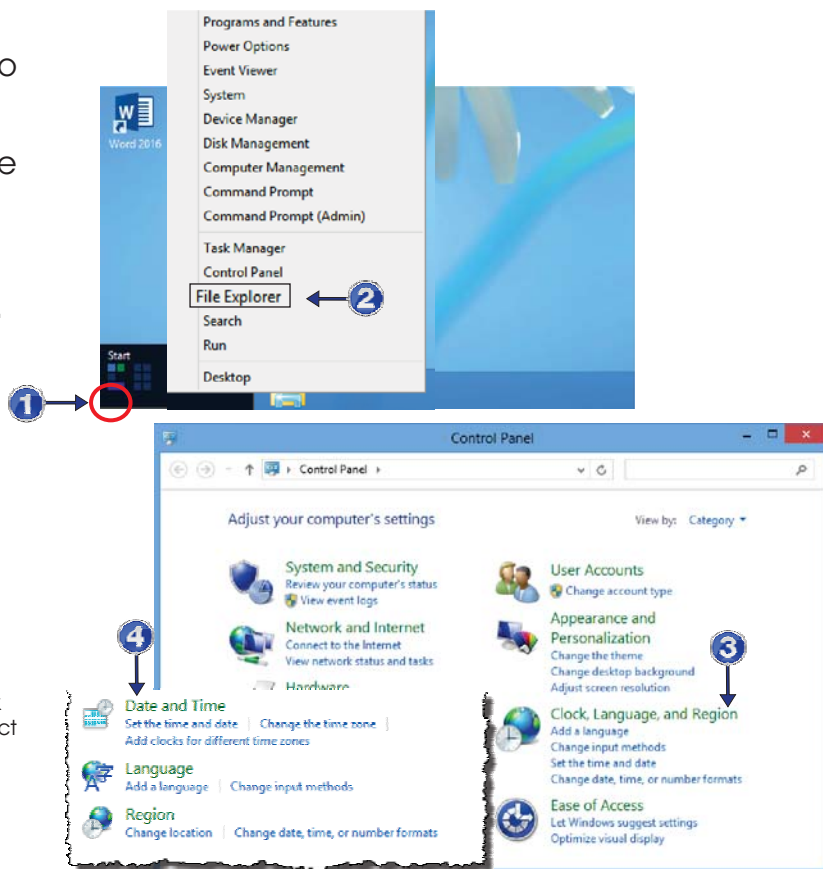 o
e
Programs and Features
Power Options
Event Viewer
System
Device Manager
Disk Management
Computer Management
Command Prompt
Command Prompt (Admin)
Task Manager
Control Panel
File Explorer
2
Search
Run
Desktop
Word 2016
Start
1
Control Panel
Control Panel
Adjust your computer's settings
View by: Category
System and Security
Review your computer's status
View event logs
Network and Internet
Connect to the Internet
View network status and tasks
Hardware
User Accounts
Change account type
Appearance and
Personalization
Change the theme
Change desktop background
Adjust screen resolution
3
Clock, Language, and Region
Add a language
Change input methods
Set the time and date
Change date, time, or number formats
Ease of Access
Let Windows suggest settings
Optimize visual display
4
ct
Date and Time
Set the time and date | Change the time zone |
Add clocks for different time zones
Language
Add a language | Change input methods
Region
Change location | Change date, time, or number formats